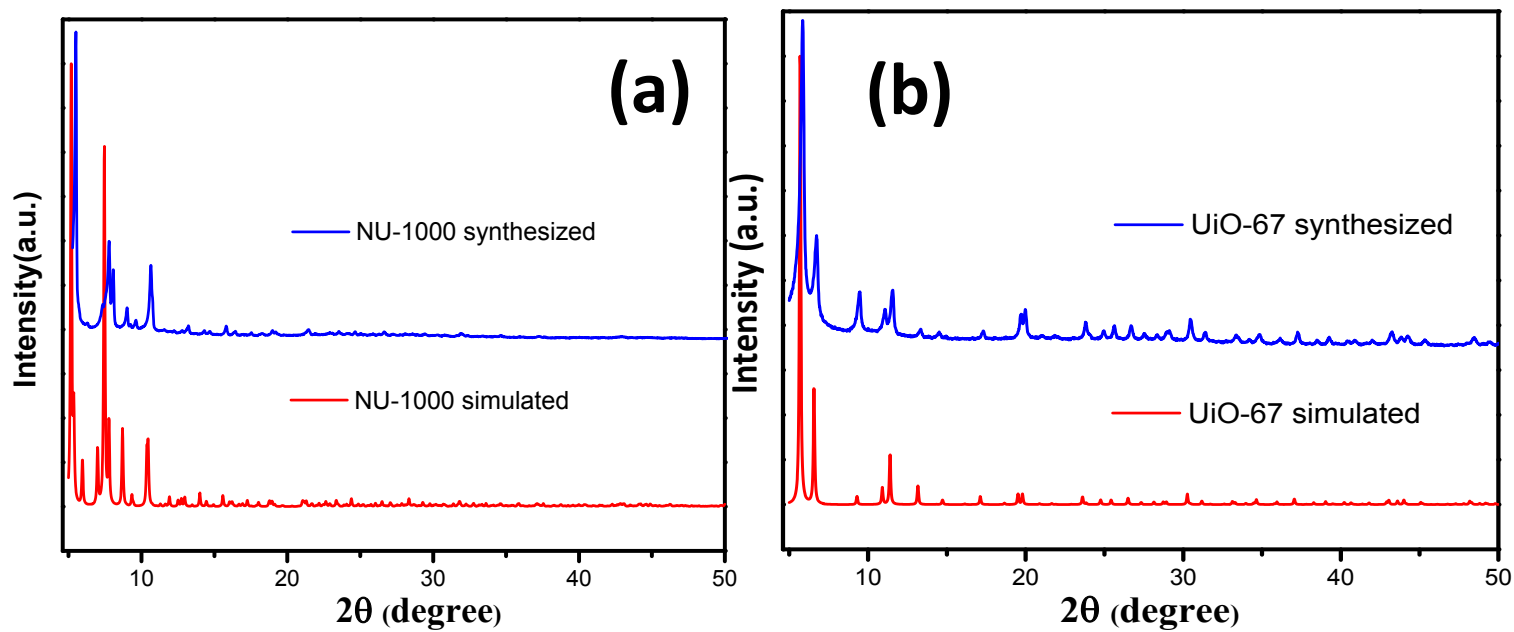 (a)
Intensity(a.u.)
NU-1000 synthesized
NU-1000 simulated
10 20 30 40 50
2θ (degree)
(b)
Intensity (a.u.)
UiO-67 synthesized
UiO-67 simulated
10 20 30 40 50
2θ (degree)